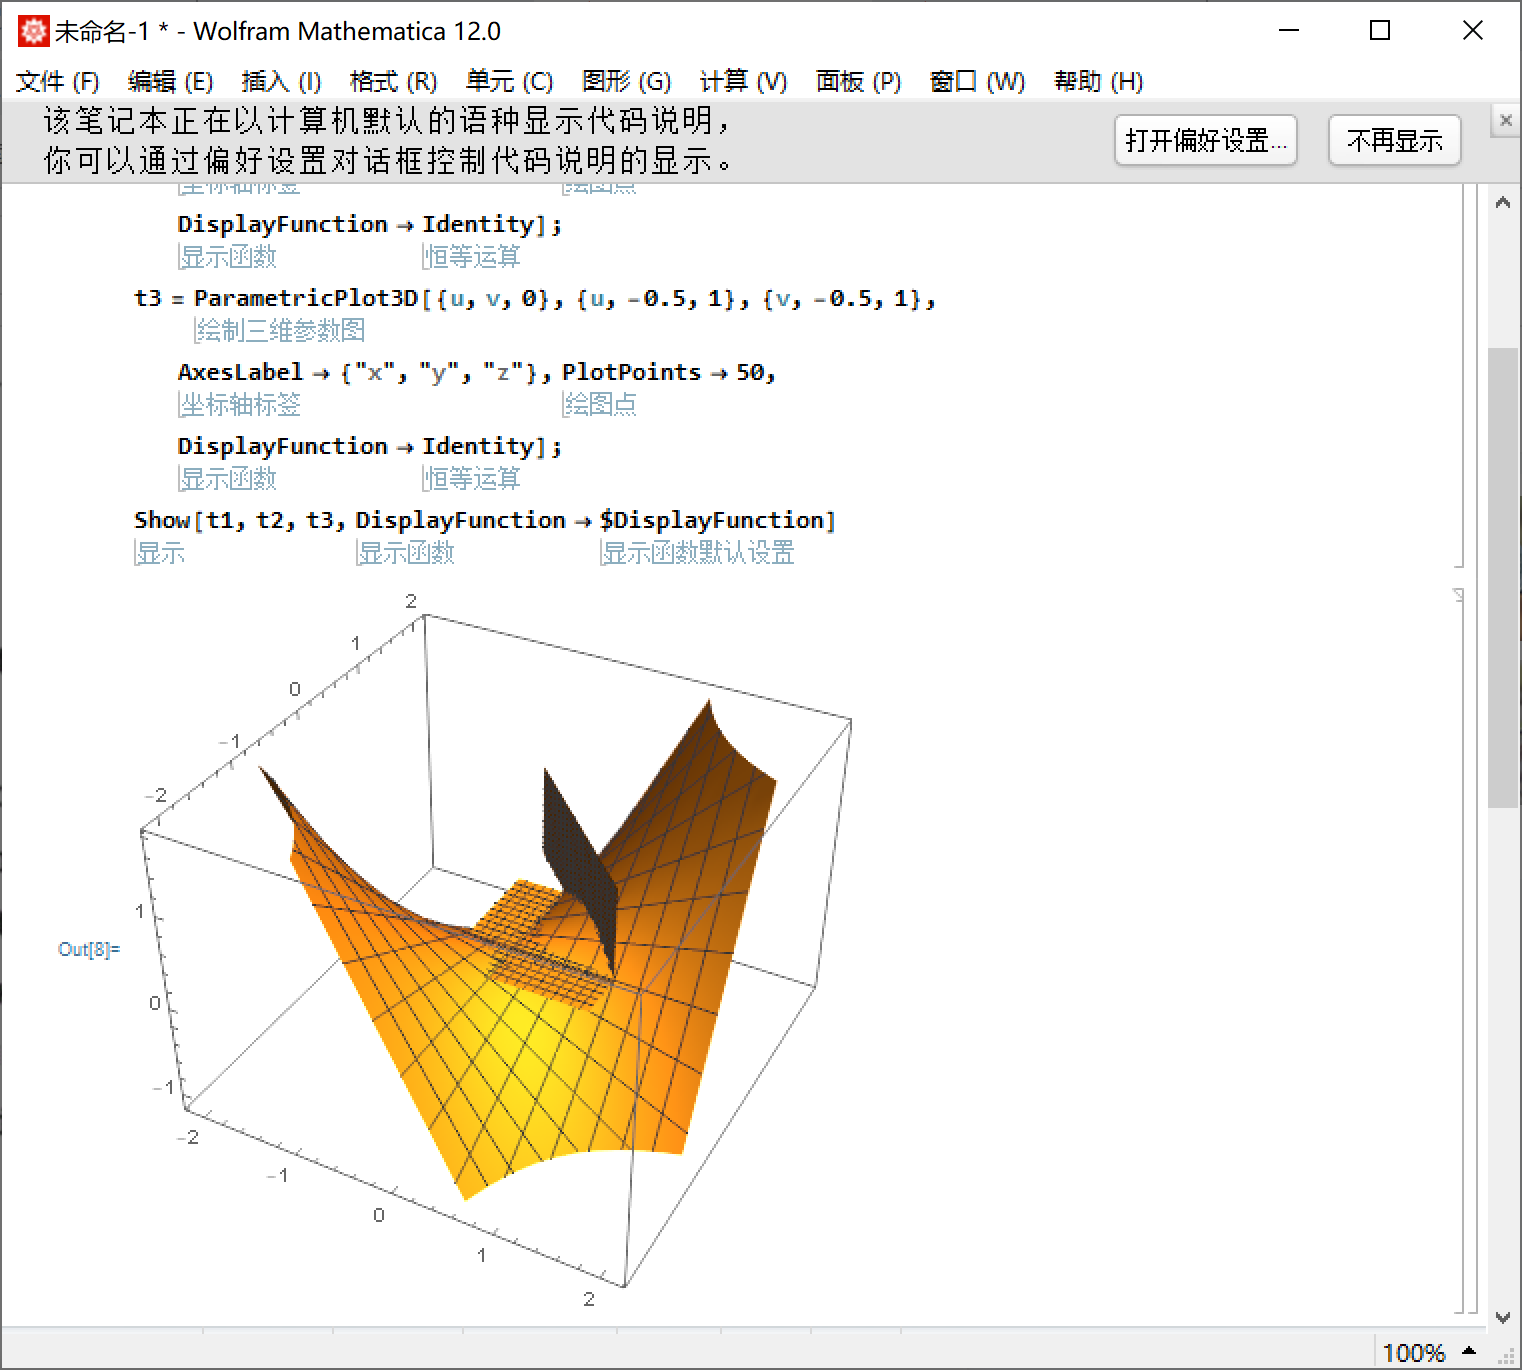 未命名-1 * - Wolfram Mathematica 12.0
文件 (F) 编辑 (E) 插入 (I) 格式 (R) 单元 (C) 图形 (G) 计算 (V) 面板 (P) 窗口 (W) 帮助 (H)
该笔记本正在以计算机默认的语种显示代码说明，
你可以通过偏好设置对话框控制代码说明的显示。
打开偏好设置... 不再显示
坐标轴标签 绘图点
DisplayFunction → Identity];
显示函数 恒等运算
t3 = ParametricPlot3D[{u, v, 0}, {u, -0.5, 1}, {v, -0.5, 1},
绘制三维参数图
AxesLabel → {"x", "y", "z"}, PlotPoints → 50,
坐标轴标签 绘图点
DisplayFunction → Identity];
显示函数 恒等运算
Show[t1, t2, t3, DisplayFunction → $DisplayFunction]
显示 显示函数 显示函数默认设置
2
1
0
-1
-2
1
Out[8]=
0
-1
-2
-1
0
1
2
100%